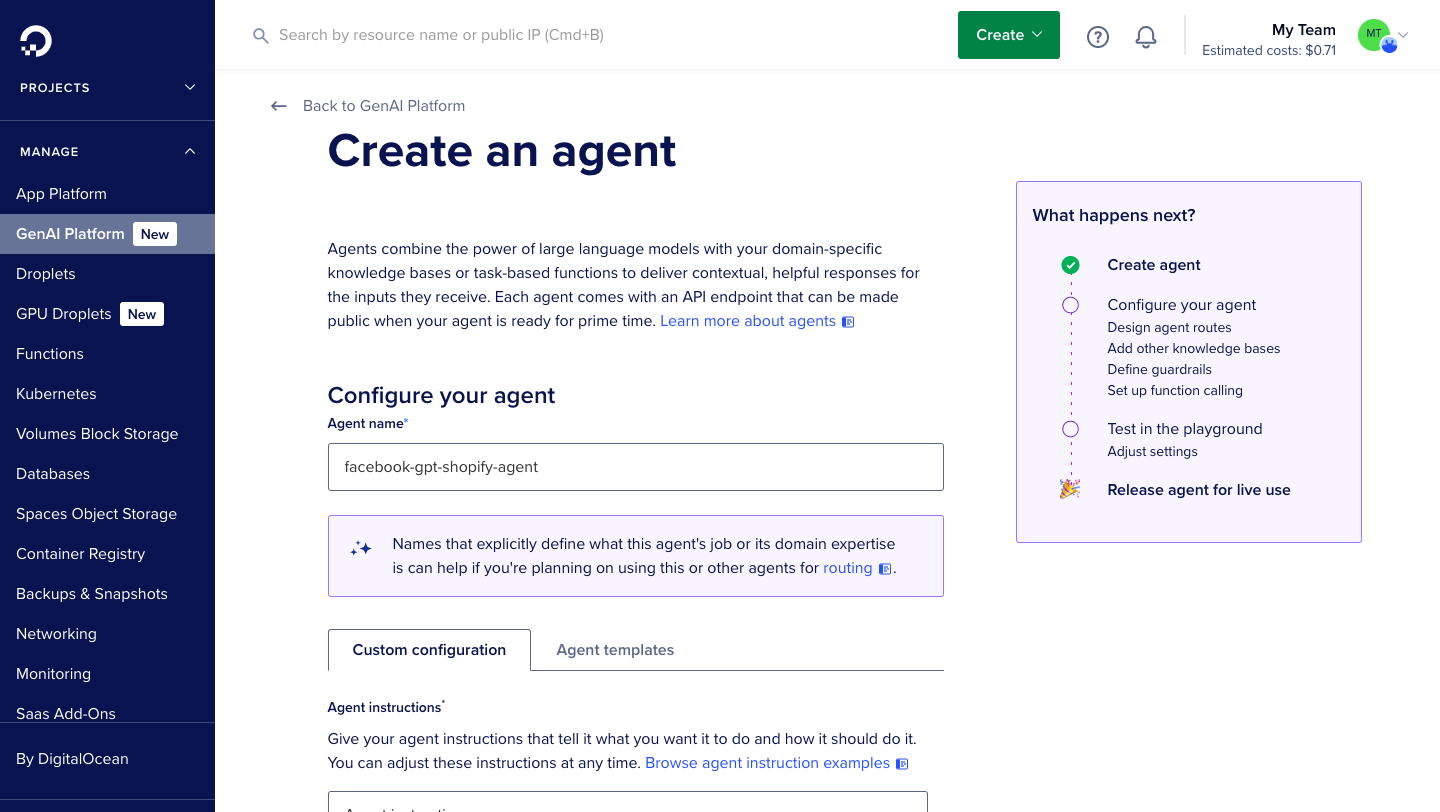 PROJECTS
MANAGE
App Platform
GenAI Platform New
Droplets
GPU Droplets New
Functions
Kubernetes
Volumes Block Storage
Databases
Spaces Object Storage
Container Registry
Backups & Snapshots
Networking
Monitoring
Saas Add-Ons
By DigitalOcean
Search by resource name or public IP (Cmd+B)
Create
My Team
Estimated costs: $0.71
MT
Back to GenAI Platform
Create an agent
Agents combine the power of large language models with your domain-specific
knowledge bases or task-based functions to deliver contextual, helpful responses for
the inputs they receive. Each agent comes with an API endpoint that can be made
public when your agent is ready for prime time. Learn more about agents
Configure your agent
Agent name*
facebook-gpt-shopify-agent
Names that explicitly define what this agent's job or its domain expertise
is can help if you're planning on using this or other agents for routing .
Custom configuration
Agent templates
Agent instructions*
Give your agent instructions that tell it what you want it to do and how it should do it.
You can adjust these instructions at any time. Browse agent instruction examples
What happens next?
Create agent
Configure your agent
Design agent routes
Add other knowledge bases
Define guardrails
Set up function calling
Test in the playground
Adjust settings
Release agent for live use